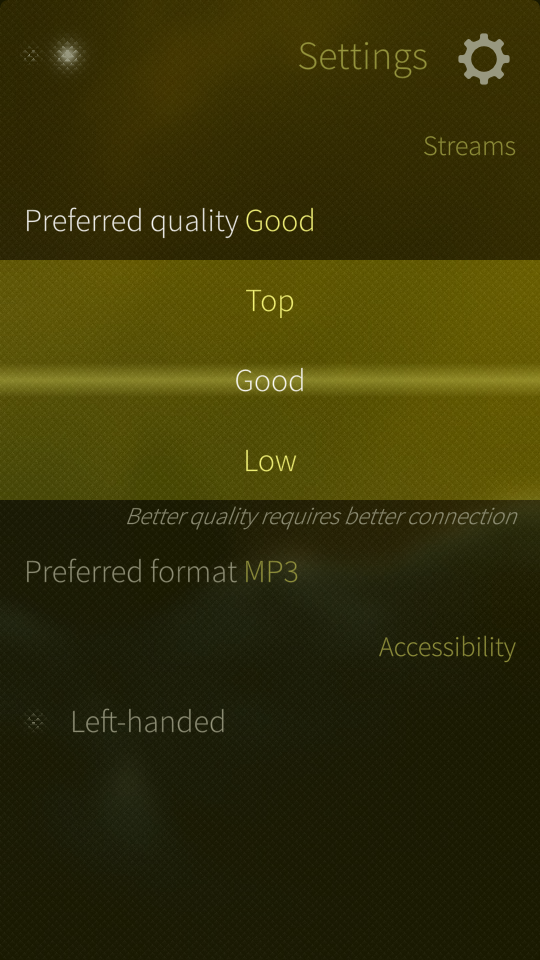 Settings
Streams
Preferred quality Good
Top
Good
Low
Better quality requires better connection
Preferred format MP3
Accessibility
Left-handed